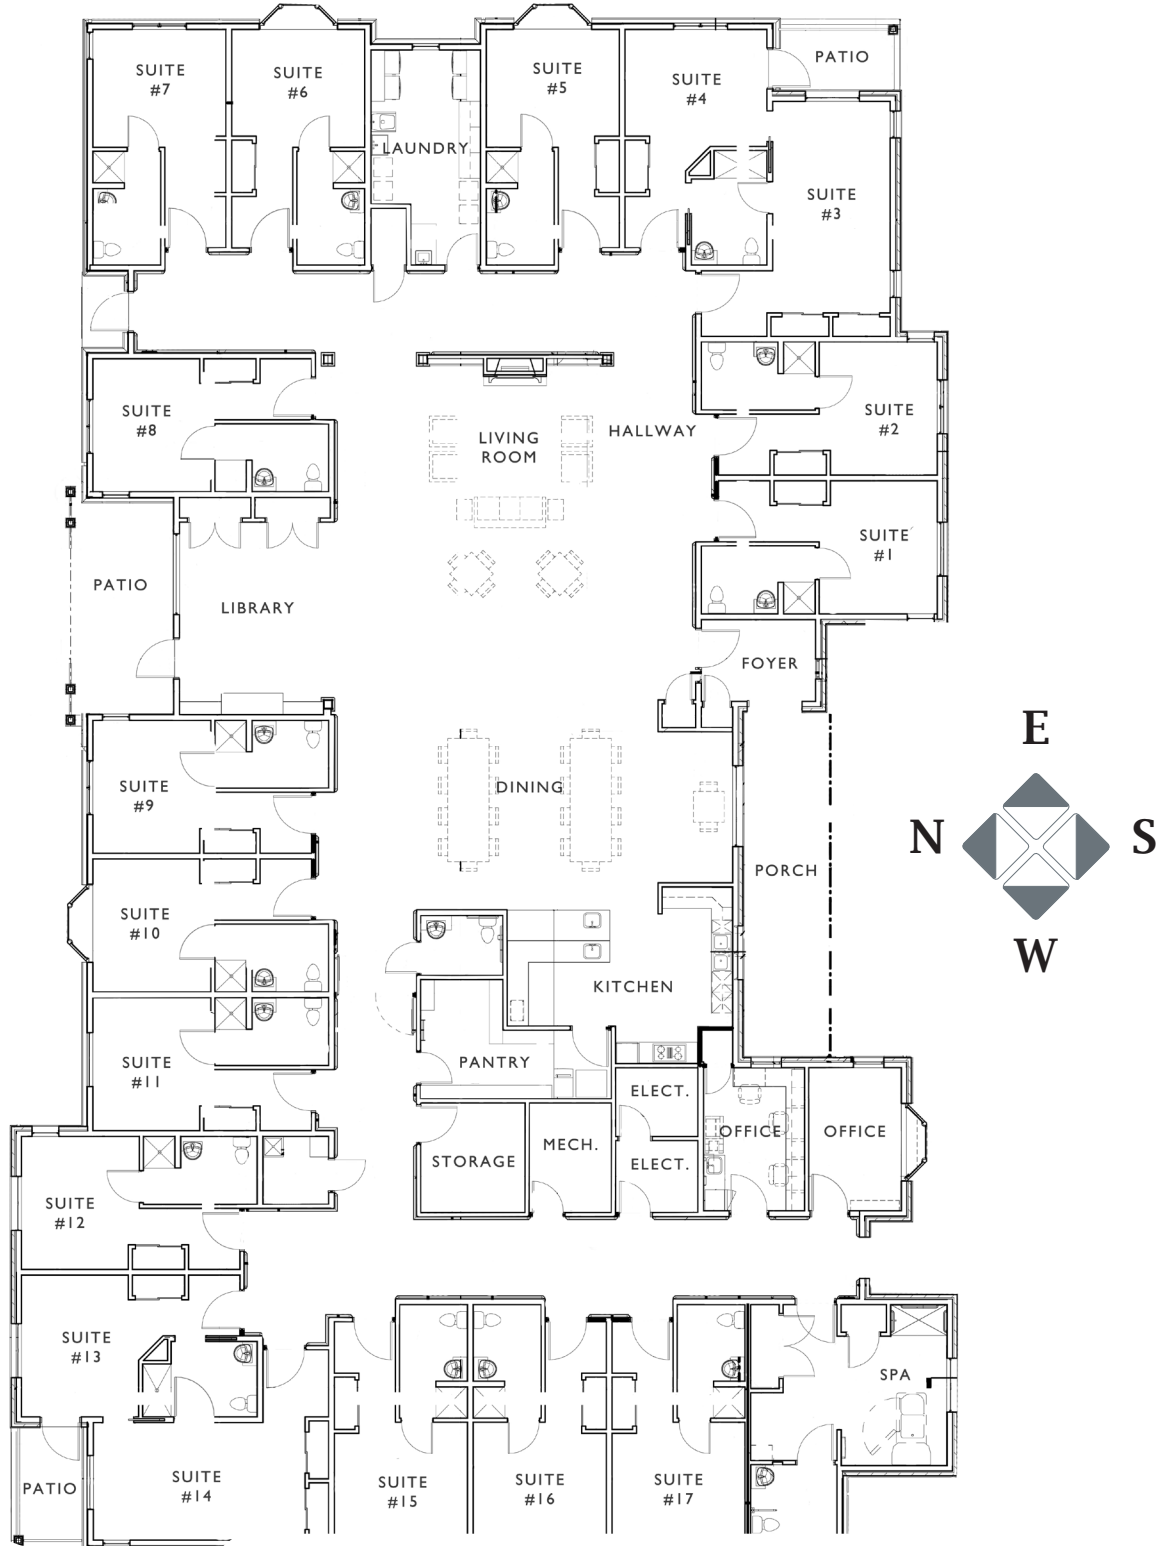 SUITE
#7
SUITE
#6
SUITE
#5
SUITE
#4
PATIO
LAUNDRY
SUITE
#3
SUITE
#8
LIVING
ROOM
HALLWAY
SUITE
#2
SUITE
#1
PATIO
LIBRARY
FOYER
E
N
S
W
SUITE
#9
DINING
PORCH
SUITE
#10
KITCHEN
SUITE
#11
PANTRY
ELECT.
OFFICE
OFFICE
MECH.
STORAGE
ELECT.
SUITE
#12
SUITE
#13
SPA
PATIO
SUITE
#14
SUITE
#15
SUITE
#16
SUITE
#17